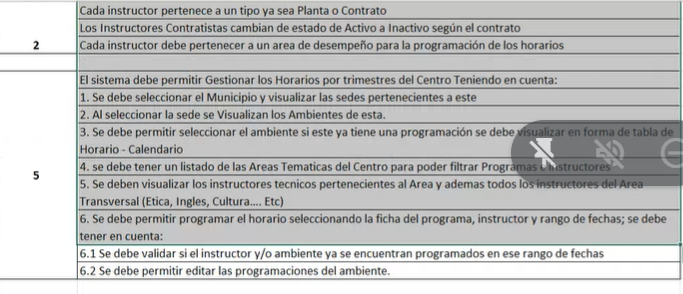 Cada instructor pertenece a un tipo ya sea Planta o Contrato
Los Instructores Contratistas cambian de estado de Activo a Inactivo según el contrato
2
Cada instructor debe pertenecer a un area de desempeño para la programación de los horarios
El sistema debe permitir Gestionar los Horarios por trimestres del Centro Teniendo en cuenta:
1. Se debe seleccionar el Municipio y visualizar las sedes pertenecientes a este
2. Al seleccionar la sede se Visualizan los Ambientes de esta.
3. Se debe permitir seleccionar el ambiente si este ya tiene una programación se debe visualizar en forma de tabla de
Horario - Calendario
4. se debe tener un listado de las Areas Tematicas del Centro para poder filtrar Programas e instructores
5
5. Se deben visualizar los instructores tecnicos pertenecientes al Area y ademas todos los instructores del Area
Transversal (Etica, Ingles, Cultura.... Etc)
6. Se debe permitir programar el horario seleccionando la ficha del programa, instructor y rango de fechas; se debe
tener en cuenta:
6.1 Se debe validar si el instructor y/o ambiente ya se encuentran programados en ese rango de fechas
6.2 Se debe permitir editar las programaciones del ambiente.